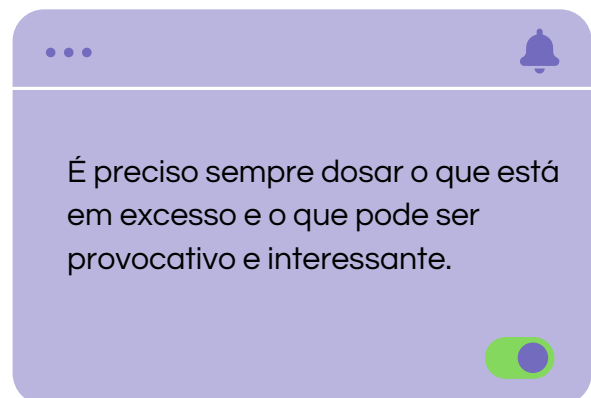 É preciso sempre dosar o que está
em excesso e o que pode ser
provocativo e interessante.